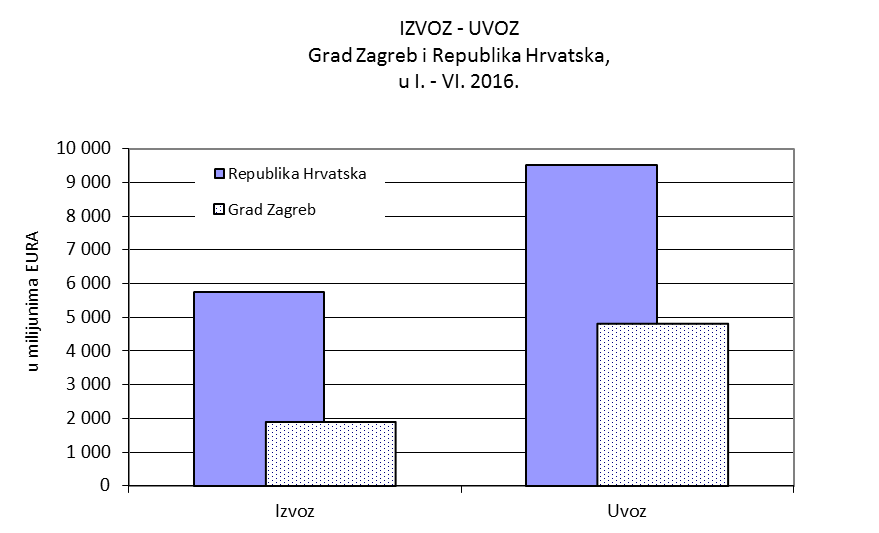 IZVOZ - UVOZ
Grad Zagreb i Republika Hrvatska,
u I. - VI. 2016.
10 000
9 000
8 000
7 000
6 000
5 000
4 000
3 000
2 000
1 000
0
u milijunima EURA
Republika Hrvatska
Grad Zagreb
Izvoz
Uvoz